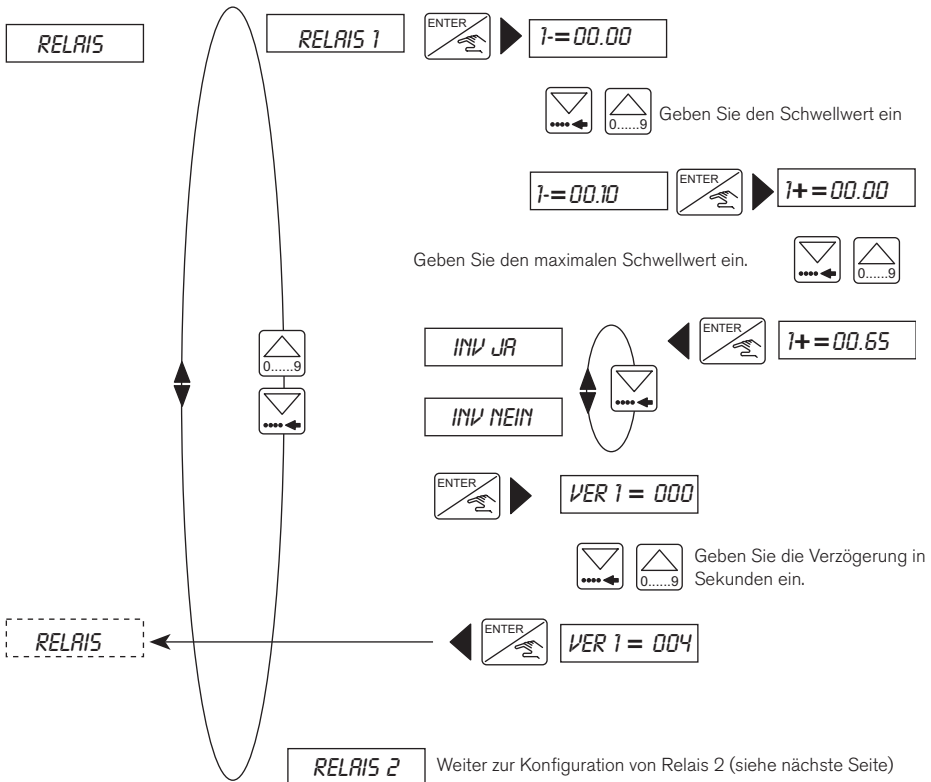 RELAIS
RELAIS 1
ENTER
1-=00.00
0......9
Geben Sie den Schwellwert ein
1-=00.10
ENTER
1+=00.00
Geben Sie den maximalen Schwellwert ein.
0......9
INV JA
ENTER
1+=00.65
0......9
INV NEIN
ENTER
VER 1 = 000
0......9
Geben Sie die Verzögerung in
Sekunden ein.
RELAIS
ENTER
VER 1 = 004
RELAIS 2
Weiter zur Konfiguration von Relais 2 (siehe nächste Seite)